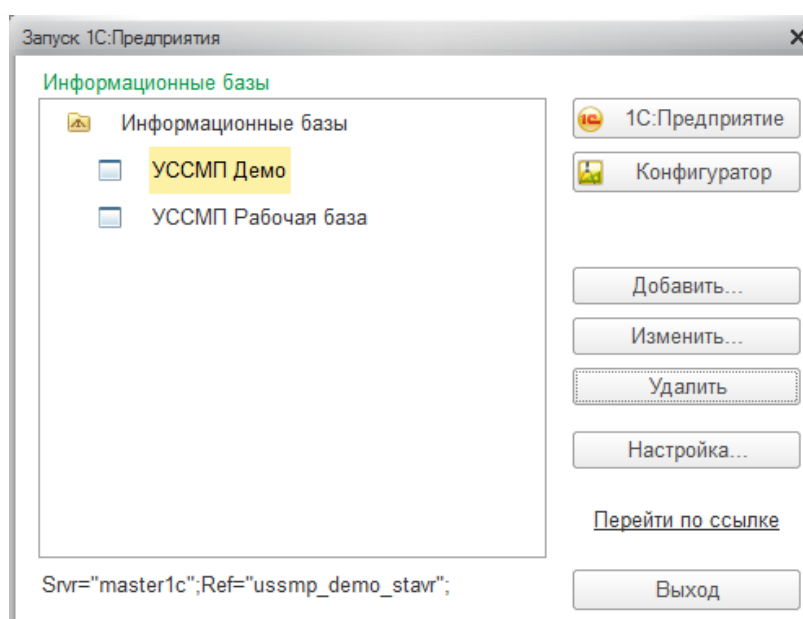 Запуск 1С:Предприятия
Информационные базы
Информационные базы
УССМП Демо
УССМП Рабочая база
1С:Предприятие
Конфигуратор
Добавить...
Изменить...
Удалить
Настройка...
Перейти по ссылке
Srvr="master1c";Ref="ussmp_demo_stavr";
Выход